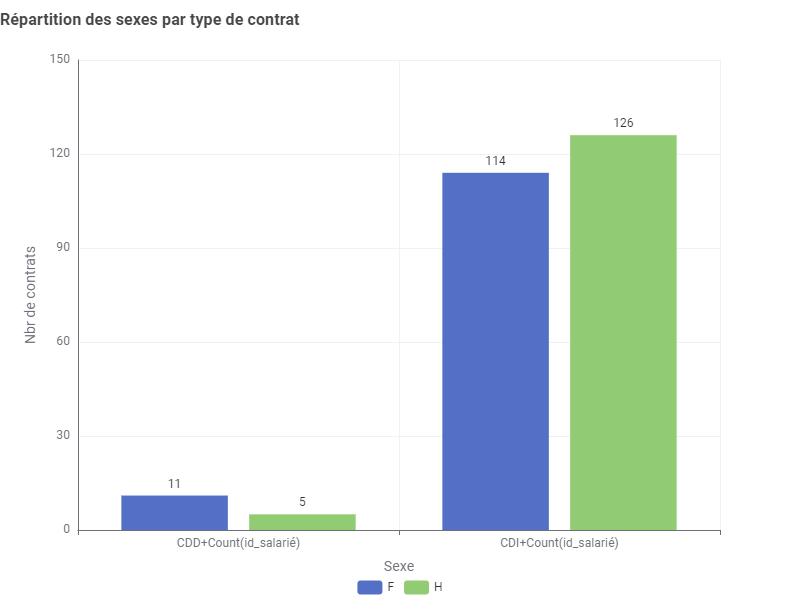 Répartition des sexes par type de contrat
150
120
90
60
30
0
Nbr de contrats
11
5
114
126
CDD+Count(id_salarié)
CDI+Count(id_salarié)
Sexe
F
H